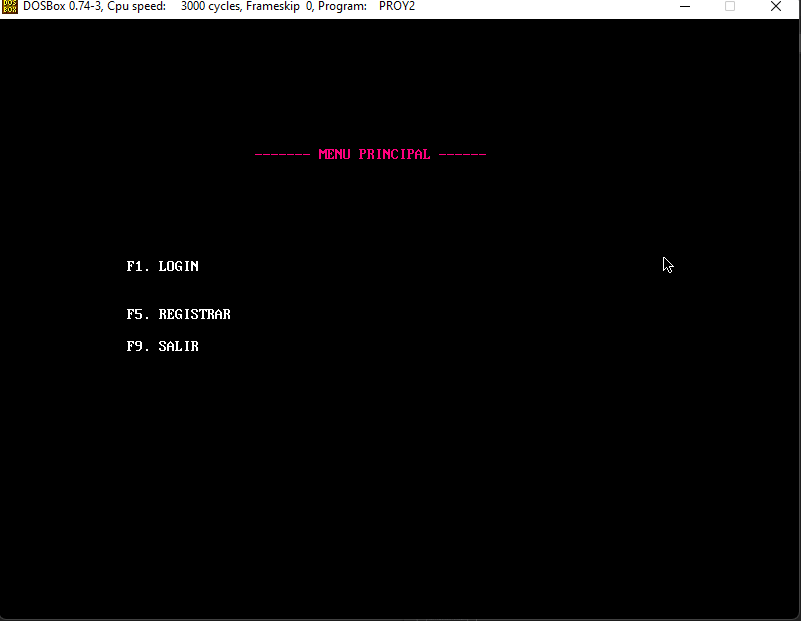 DOSBox 0.74-3, Cpu speed: 3000 cycles, Frameskip 0, Program: PROY2
------- MENU PRINCIPAL ------
F1. LOGIN
F5. REGISTRAR
F9. SALIR